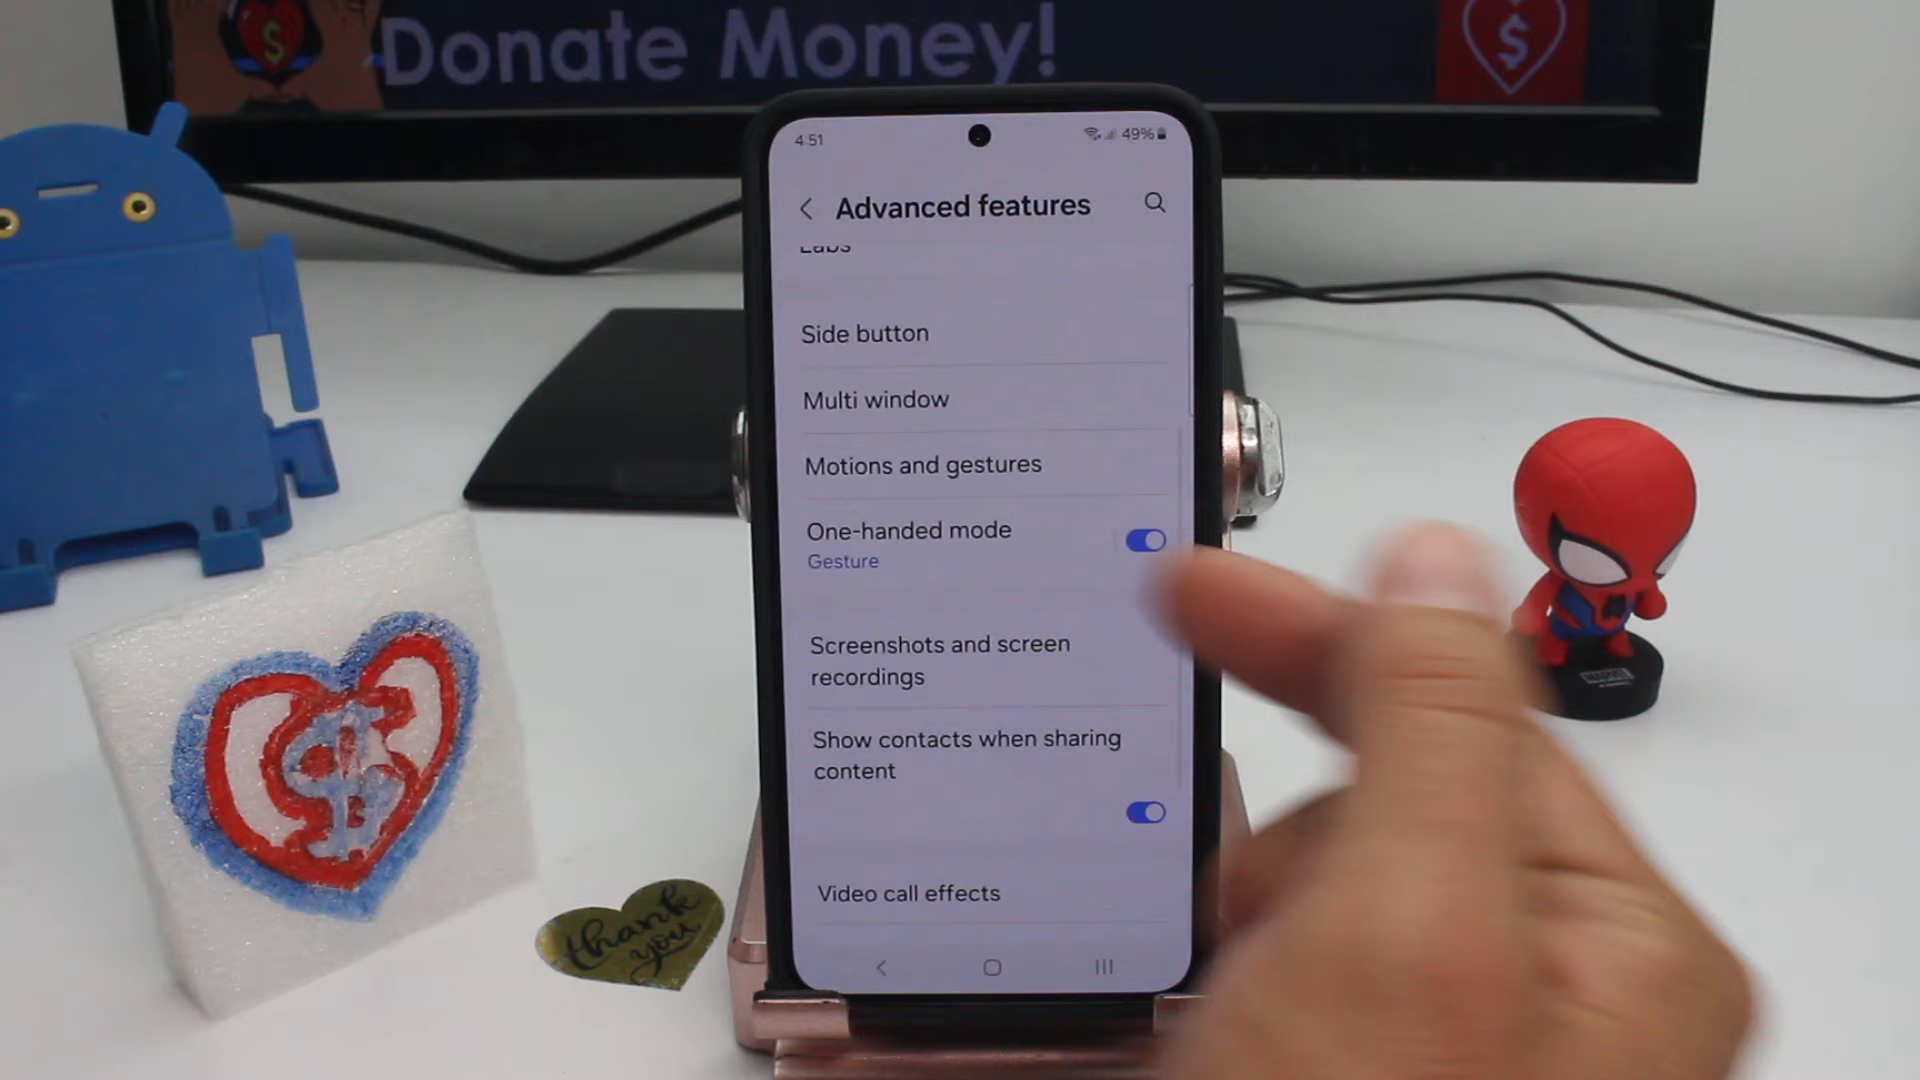 Donate Money!
$
$
4:51
49%
Advanced features
Labs
Side button
Multi window
Motions and gestures
One-handed mode
Gesture
Screenshots and screen
recordings
Show contacts when sharing
content
Video call effects
thank
you